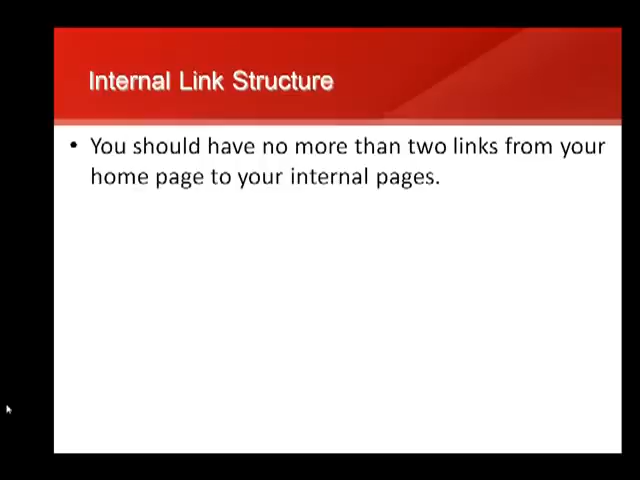 Internal Link Structure
• You should have no more than two links from your
home page to your internal pages.